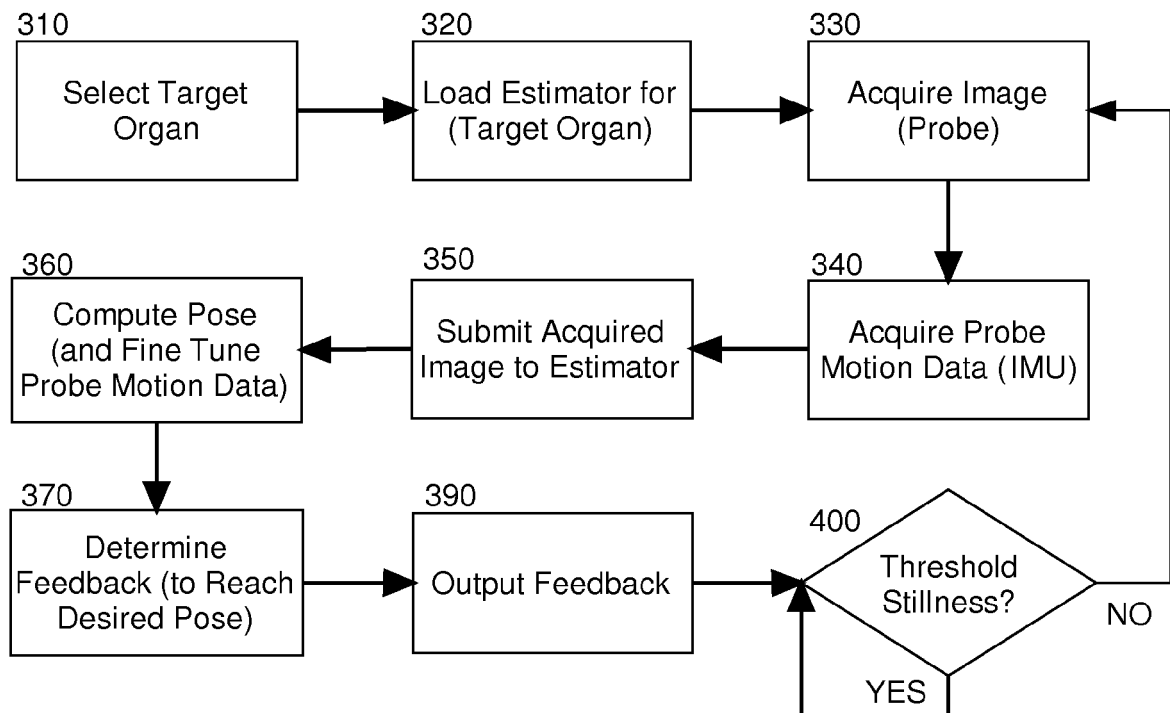 310
Select Target
Organ
320
Load Estimator for
(Target Organ)
330
Acquire Image
(Probe)
360
Compute Pose
(and Fine Tune
Probe Motion Data)
350
Submit Acquired
Image to Estimator
340
Acquire Probe
Motion Data (IMU)
370
Determine
Feedback (to Reach
Desired Pose)
390
Output Feedback
400
Threshold
Stillness?
NO
YES